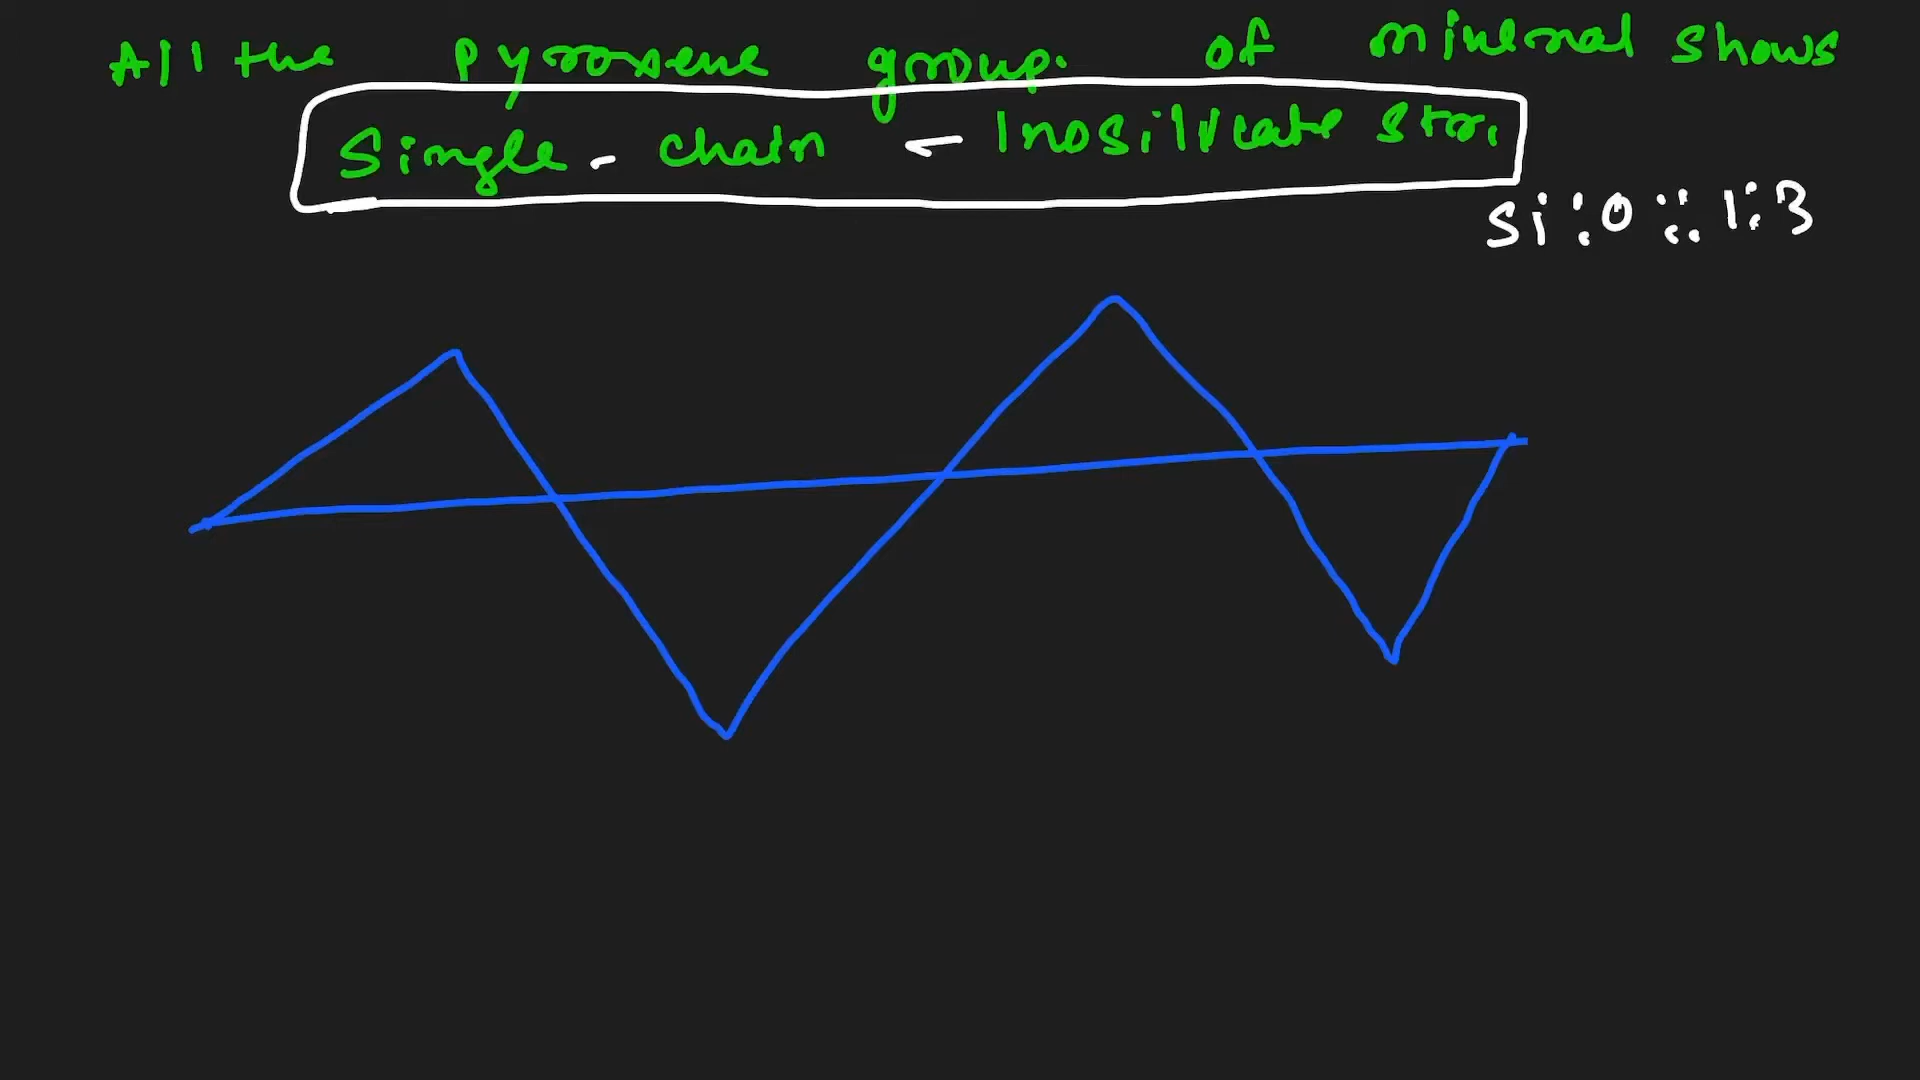 All the pyroxene group. of mineral shows
Single - chain - Inosilicate str.
Si:O::1:3